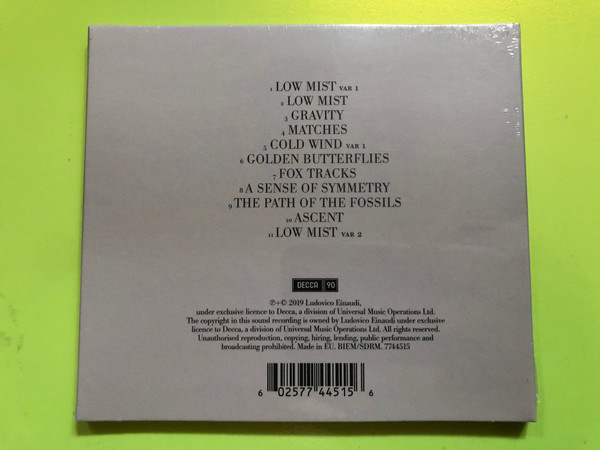 1 LOW MIST VAR 1
2 LOW MIST
3 GRAVITY
4 MATCHES
5 COLD WIND VAR 1
6 GOLDEN BUTTERFLIES
7 FOX TRACKS
8 A SENSE OF SYMMETRY
9 THE PATH OF THE FOSSILS
10 ASCENT
11 LOW MIST VAR 2
DECCA 90
℗+© 2019 Ludovico Einaudi,
under exclusive licence to Decca, a division of Universal Music Operations Ltd.
The copyright in this sound recording is owned by Ludovico Einaudi under exclusive
licence to Decca, a division of Universal Music Operations Ltd. All rights reserved.
Unauthorised reproduction, copying, hiring, lending, public performance and
broadcasting prohibited. Made in EU. BIEM/SDRM. 7744515
6 02577 44515 6